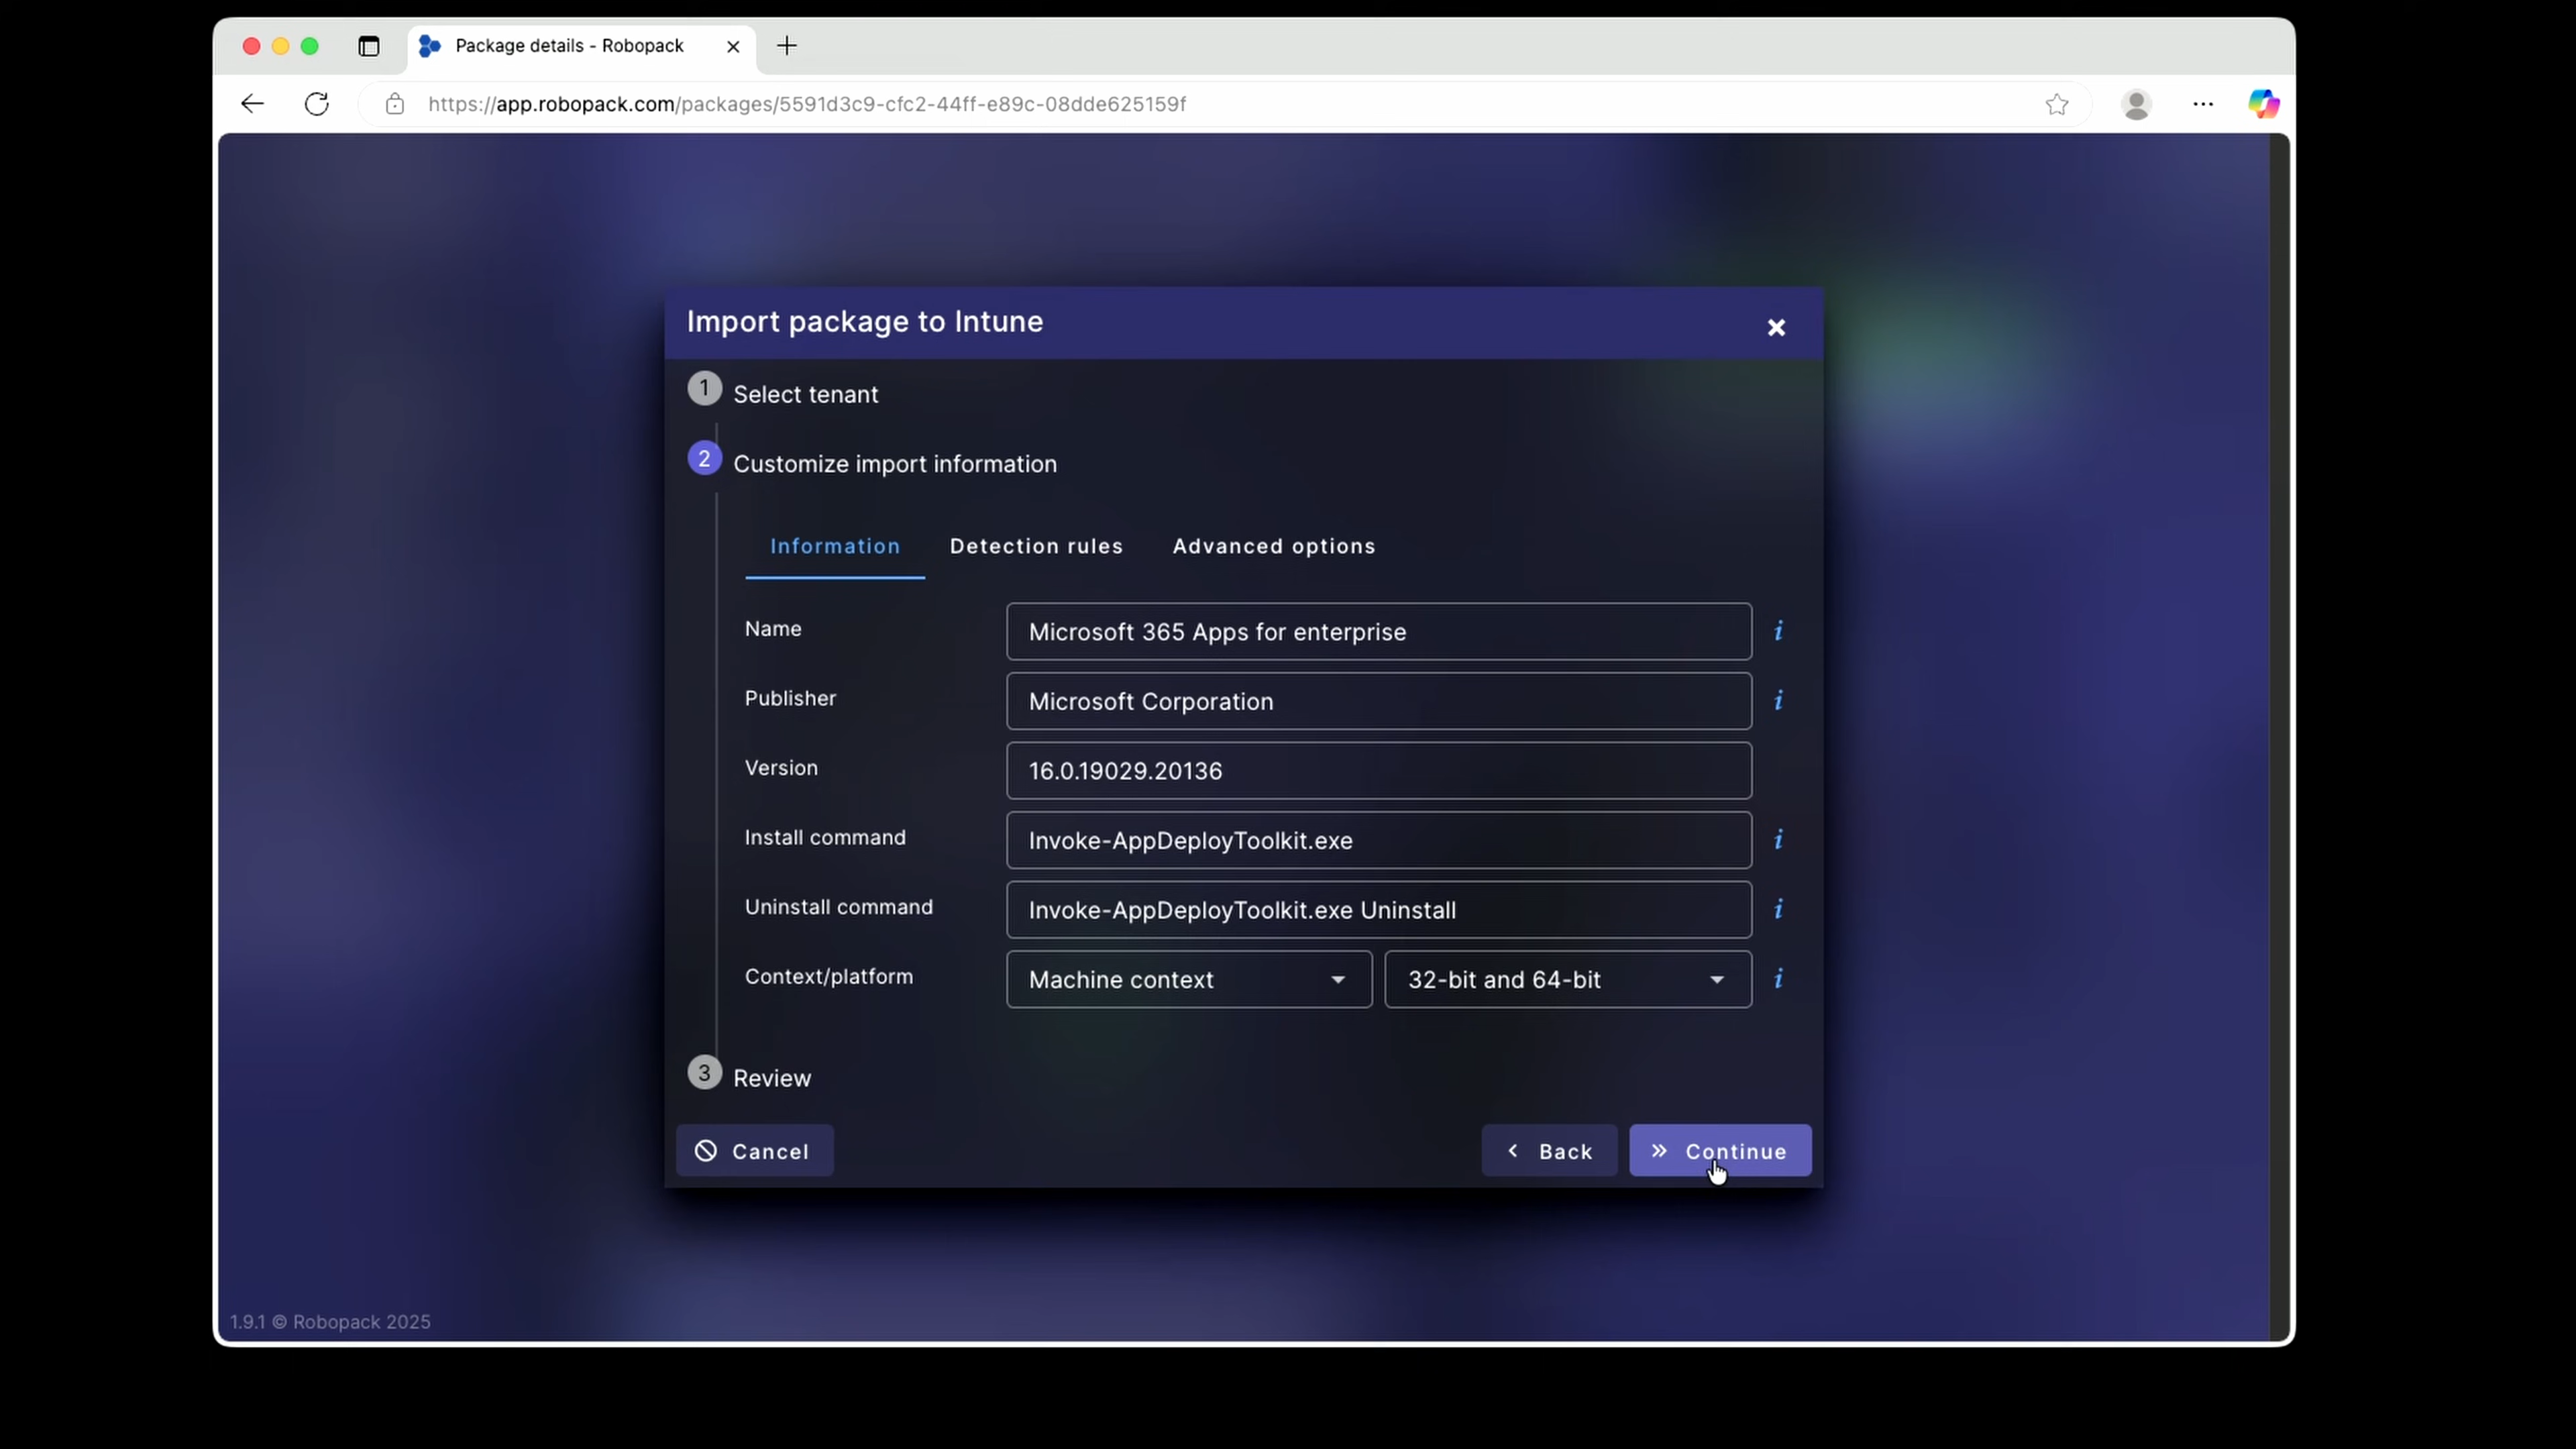 Package details - Robopack
https://app.robopack.com/packages/5591d3c9-cfc2-44ff-e89c-08dde625159f
Import package to Intune
1 Select tenant
2 Customize import information
Information Detection rules Advanced options
Name Microsoft 365 Apps for enterprise i
Publisher Microsoft Corporation i
Version 16.0.19029.20136
Install command Invoke-AppDeployToolkit.exe i
Uninstall command Invoke-AppDeployToolkit.exe Uninstall i
Context/platform Machine context 32-bit and 64-bit i
3 Review
Cancel Back Continue
1.9.1 © Robopack 2025